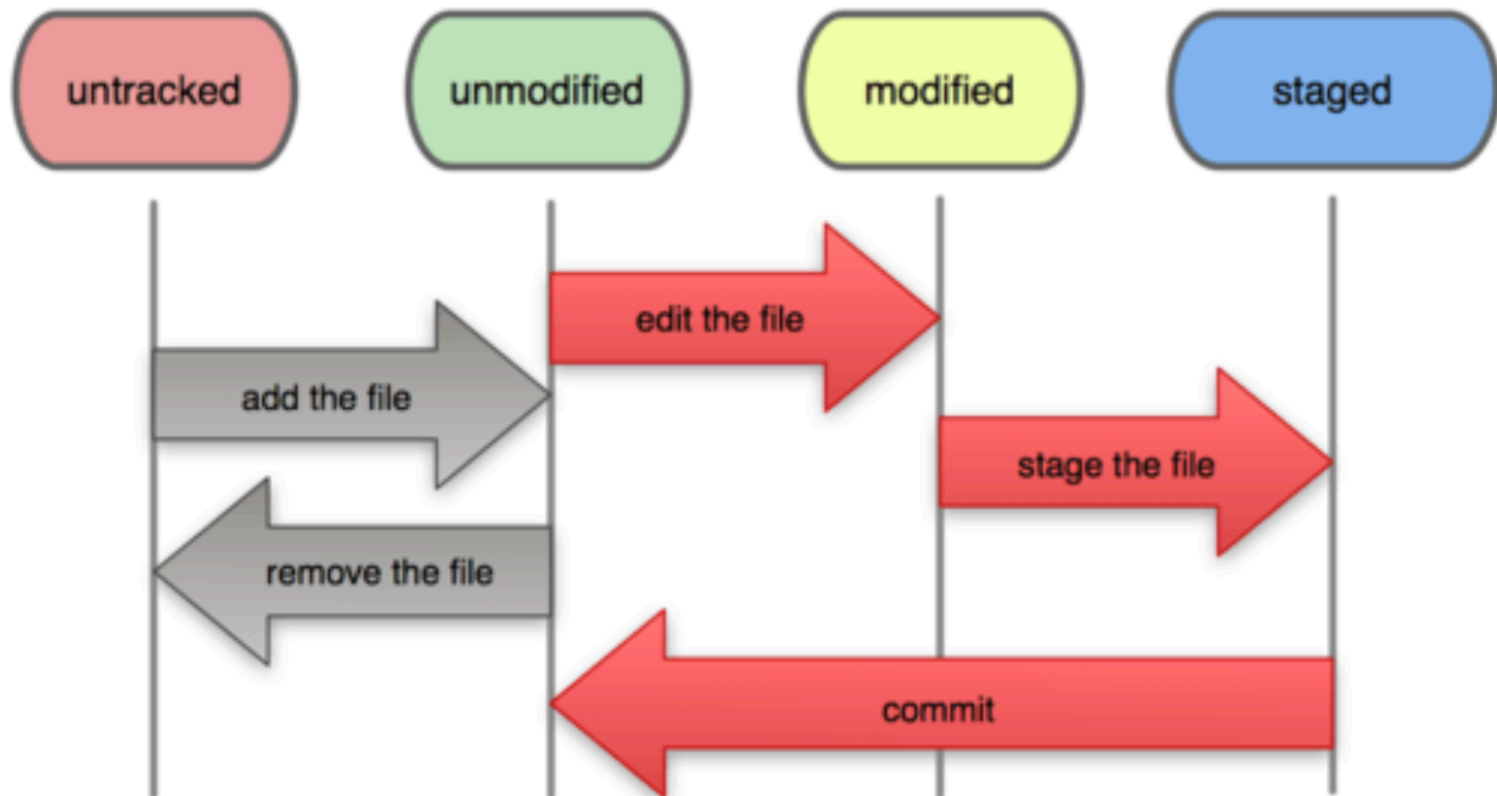 untracked
unmodified
modified
staged
edit the file
add the file
stage the file
remove the file
commit